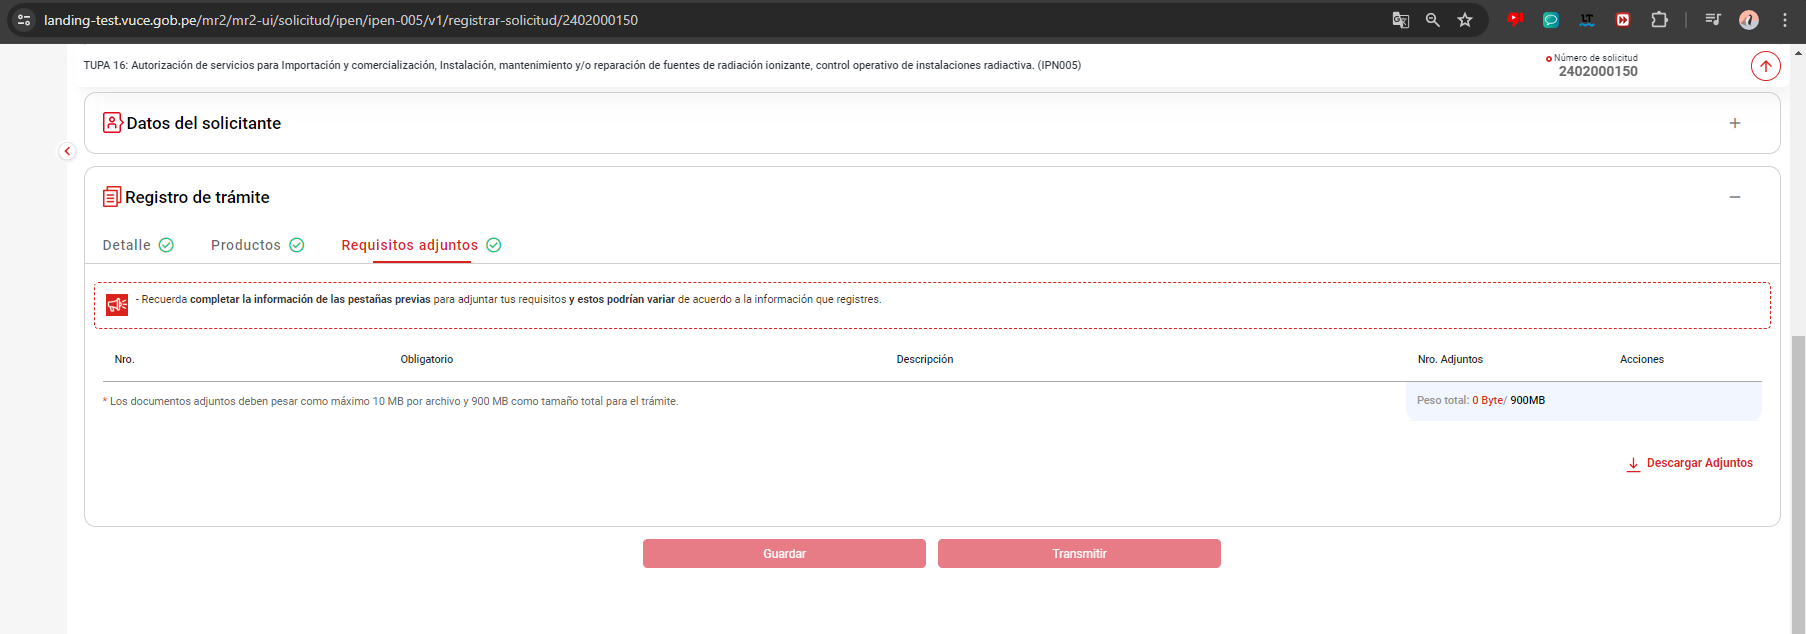 landing-test.vuce.gob.pe/mr2/mr2-ui/solicitud/ipen/ipen-005/v1/registrar-solicitud/2402000150
TUPA 16: Autorización de servicios para Importación y comercialización, Instalación, mantenimiento y/o reparación de fuentes de radiación ionizante, control operativo de instalaciones radiactiva. (IPN005)
Número de solicitud
2402000150
Datos del solicitante
Registro de trámite
Detalle Productos Requisitos adjuntos
- Recuerda completar la información de las pestañas previas para adjuntar tus requisitos y estos podrían variar de acuerdo a la información que registres.
Nro. Obligatorio Descripción Nro. Adjuntos Acciones
* Los documentos adjuntos deben pesar como máximo 10 MB por archivo y 900 MB como tamaño total para el trámite.
Peso total: 0 Byte/ 900MB
Descargar Adjuntos
Guardar Transmitir